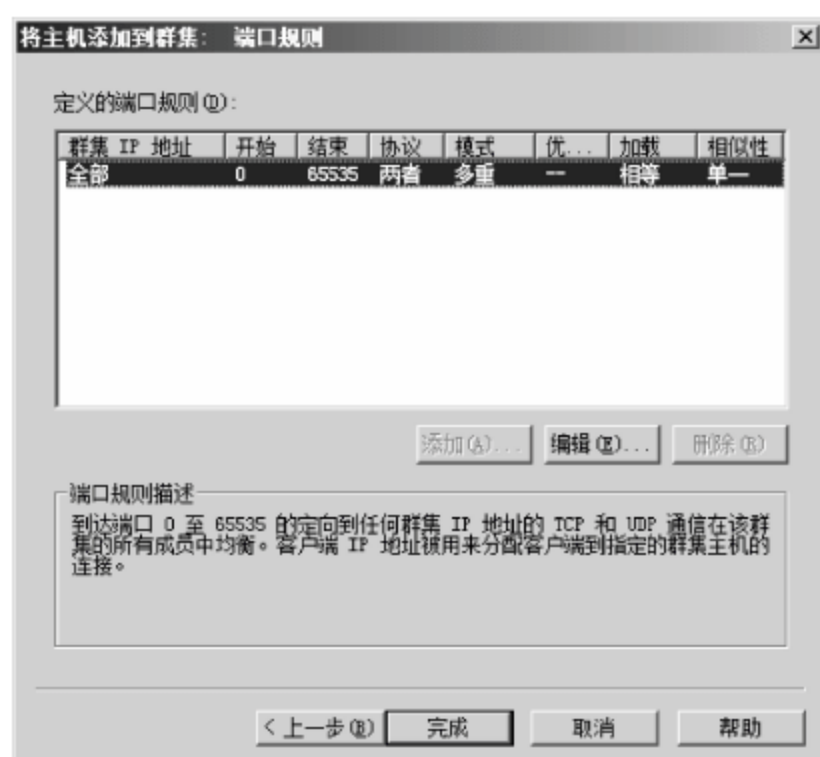 将主机添加到群集: 端口规则
定义的端口规则(D):
群集 IP 地址 开始 结束 协议 模式 优... 加载 相似性
全部 0 65535 两者 多重 -- 相等 单一
添加(A)... 编辑(E)... 删除(R)
端口规则描述
到达端口 0 至 65535 的定向到任何群集 IP 地址的 TCP 和 UDP 通信在该群
集的所有成员中均衡。客户端 IP 地址被用来分配客户端到指定的群集主机的
连接。
< 上一步(B) 完成 取消 帮助